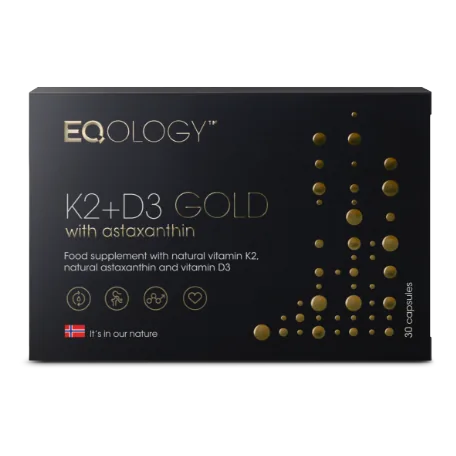 EQOLOGY™
K2+D3 GOLD
with astaxanthin
Food supplement with natural vitamin K2,
natural astaxanthin and vitamin D3
It's in our nature
30 capsules